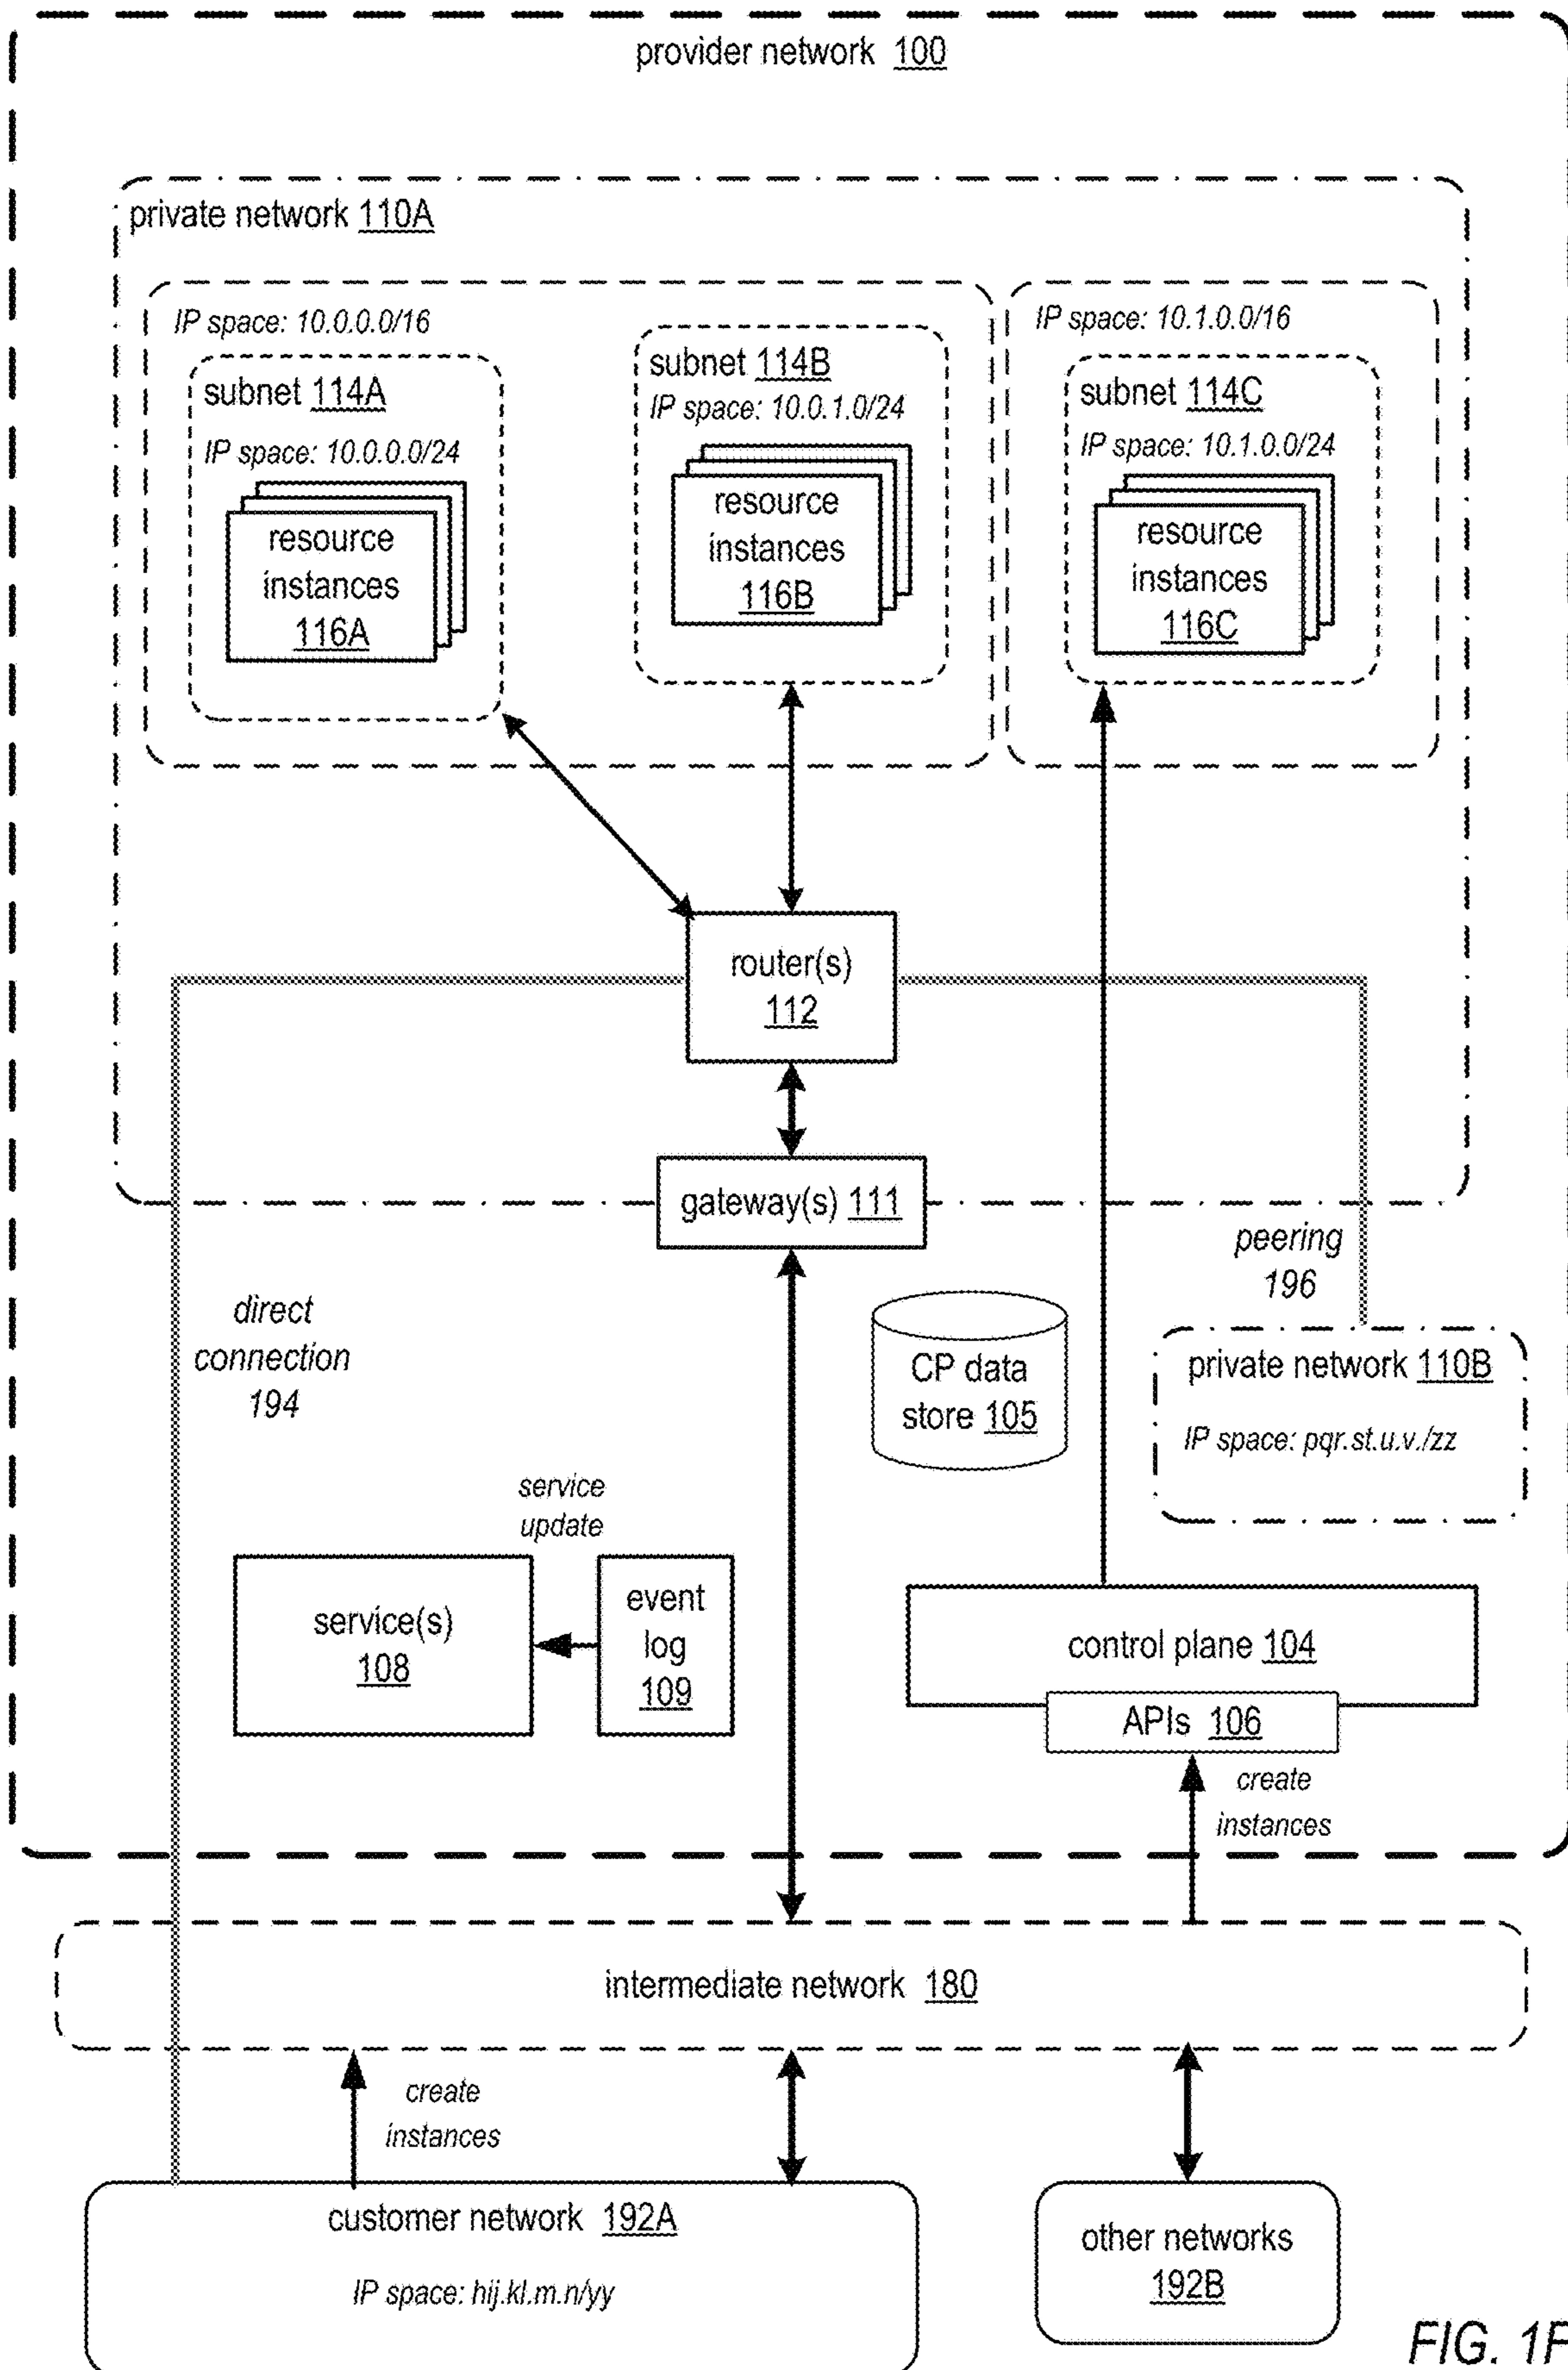 provider network 100
private network 110A
IP space: 10.0.0.0/16
subnet 114A
IP space: 10.0.0.0/24
resource
instances
116A
subnet 114B
IP space: 10.0.1.0/24
resource
instances
116B
IP space: 10.1.0.0/16
subnet 114C
IP space: 10.1.0.0/24
resource
instances
116C
router(s)
112
gateway(s) 111
peering
196
direct
connection
194
CP data
store 105
private network 110B
IP space: pqr.st.u.v./zz
service
update
service(s)
108
event
log
109
control plane 104
APIs 106
create
instances
intermediate network 180
create
instances
customer network 192A
IP space: hij.kl.m.n/yy
other networks
192B
FIG. 1F